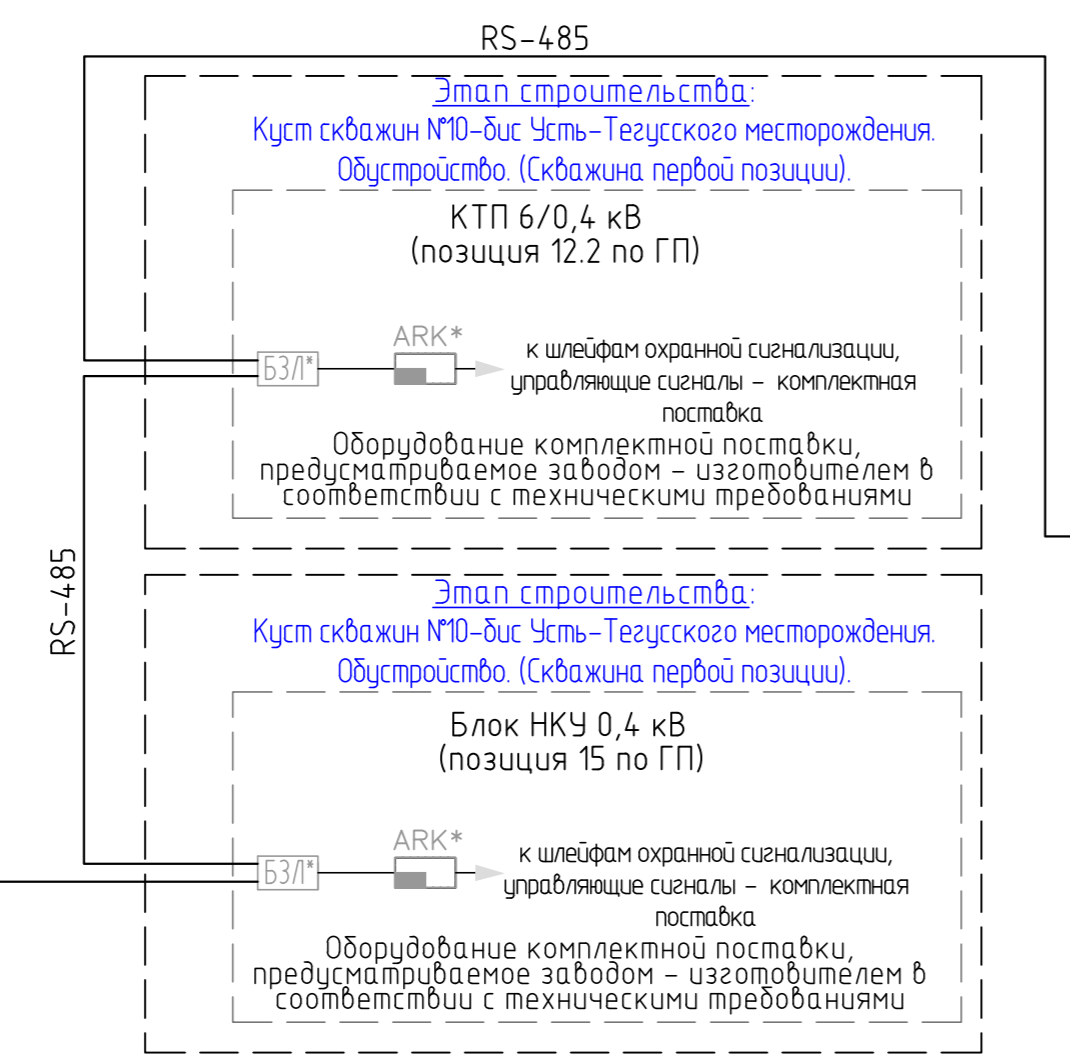 RS-485
Этап строительства:
Куст скважин №10-бис Усть-Тегусского месторождения.
Обустройство. (Скважина первой позиции).
КТП 6/0,4 кВ
(позиция 12.2 по ГП)
ARK*
БЗЛ*
к шлейфам охранной сигнализации,
управляющие сигналы - комплектная
поставка
Оборудование комплектной поставки,
предусматриваемое заводом - изготовителем в
соответствии с техническими требованиями
RS-485
Этап строительства:
Куст скважин №10-бис Усть-Тегусского месторождения.
Обустройство. (Скважина первой позиции).
Блок НКУ 0,4 кВ
(позиция 15 по ГП)
ARK*
БЗЛ*
к шлейфам охранной сигнализации,
управляющие сигналы - комплектная
поставка
Оборудование комплектной поставки,
предусматриваемое заводом - изготовителем в
соответствии с техническими требованиями